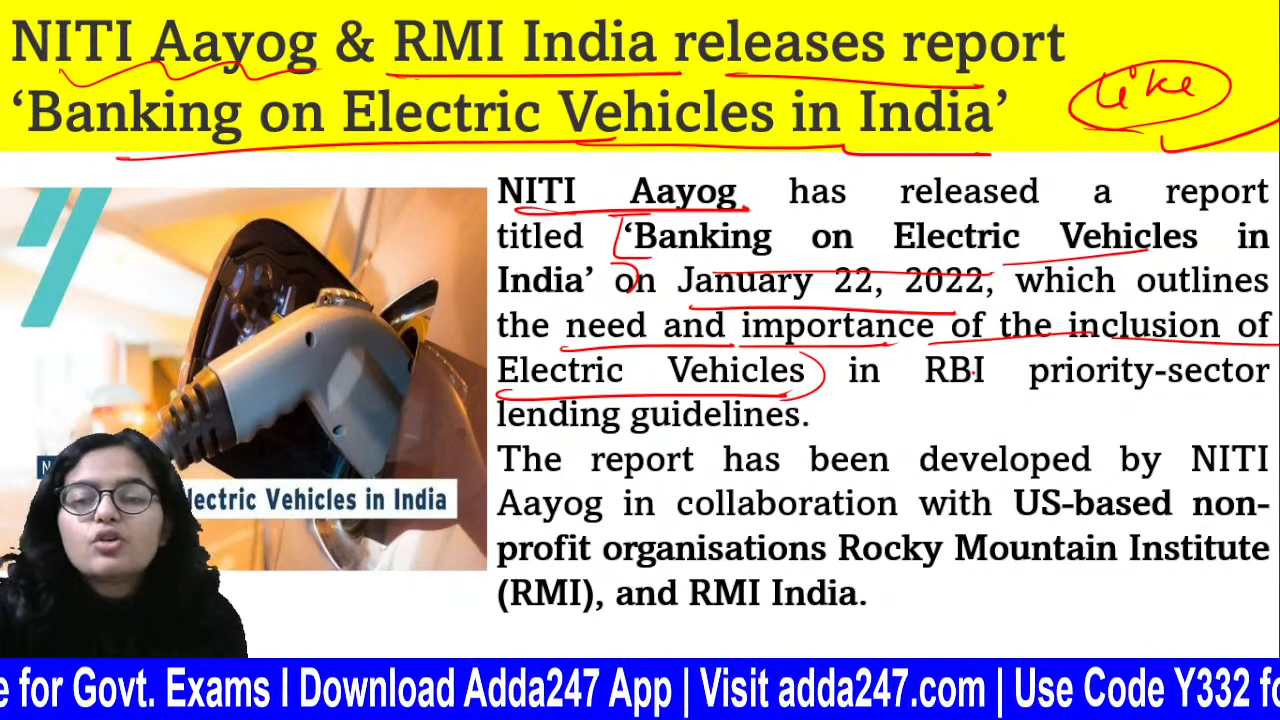 NITI Aayog & RMI India releases report
‘Banking on Electric Vehicles in India’
like
NITI Aayog has released a report
titled ‘Banking on Electric Vehicles in
India’ on January 22, 2022, which outlines
the need and importance of the inclusion of
Electric Vehicles in RBI priority-sector
lending guidelines.
The report has been developed by NITI
Aayog in collaboration with US-based non-
profit organisations Rocky Mountain Institute
(RMI), and RMI India.
Electric Vehicles in India
e for Govt. Exams I Download Adda247 App | Visit adda247.com | Use Code Y332 fo